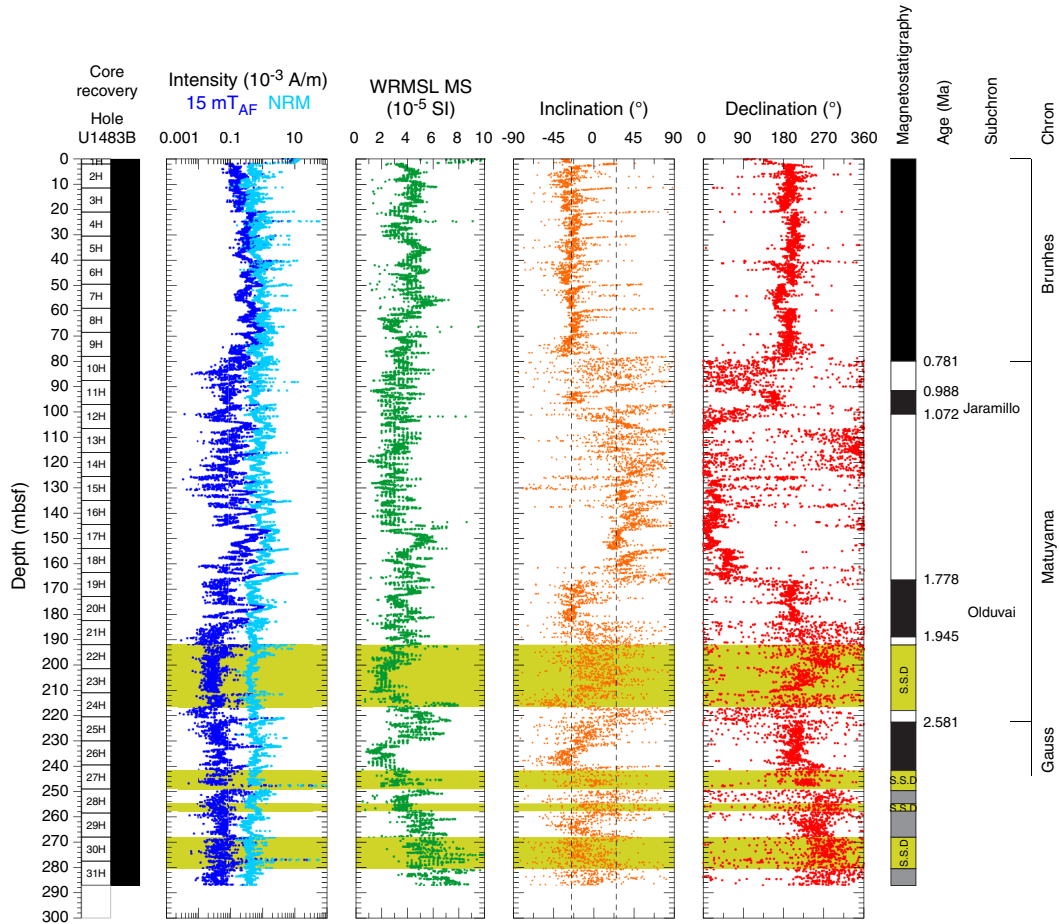 Core
recovery
Hole
U1483B
Intensity (10-3 A/m)
15 mTAF NRM
WRMSL MS
(10-5 SI)
Inclination (°)
Declination (°)
Magnetostatigraphy
Age (Ma)
Subchron
Chron
0.001 0.1 10
0 2 4 6 8 10
-90 -45 0 45 90
0 90 180 270 360
Depth (mbsf)
0
10
20
30
40
50
60
70
80
90
100
110
120
130
140
150
160
170
180
190
200
210
220
230
240
250
260
270
280
290
300
1H
2H
3H
4H
5H
6H
7H
8H
9H
10H
11H
12H
13H
14H
15H
16H
17H
18H
19H
20H
21H
22H
23H
24H
25H
26H
27H
28H
29H
30H
31H
S.S.D
S.S.D
S.S.D
S.S.D
0.781
0.988
1.072
1.778
1.945
2.581
Jaramillo
Olduvai
Brunhes
Matuyama
Gauss